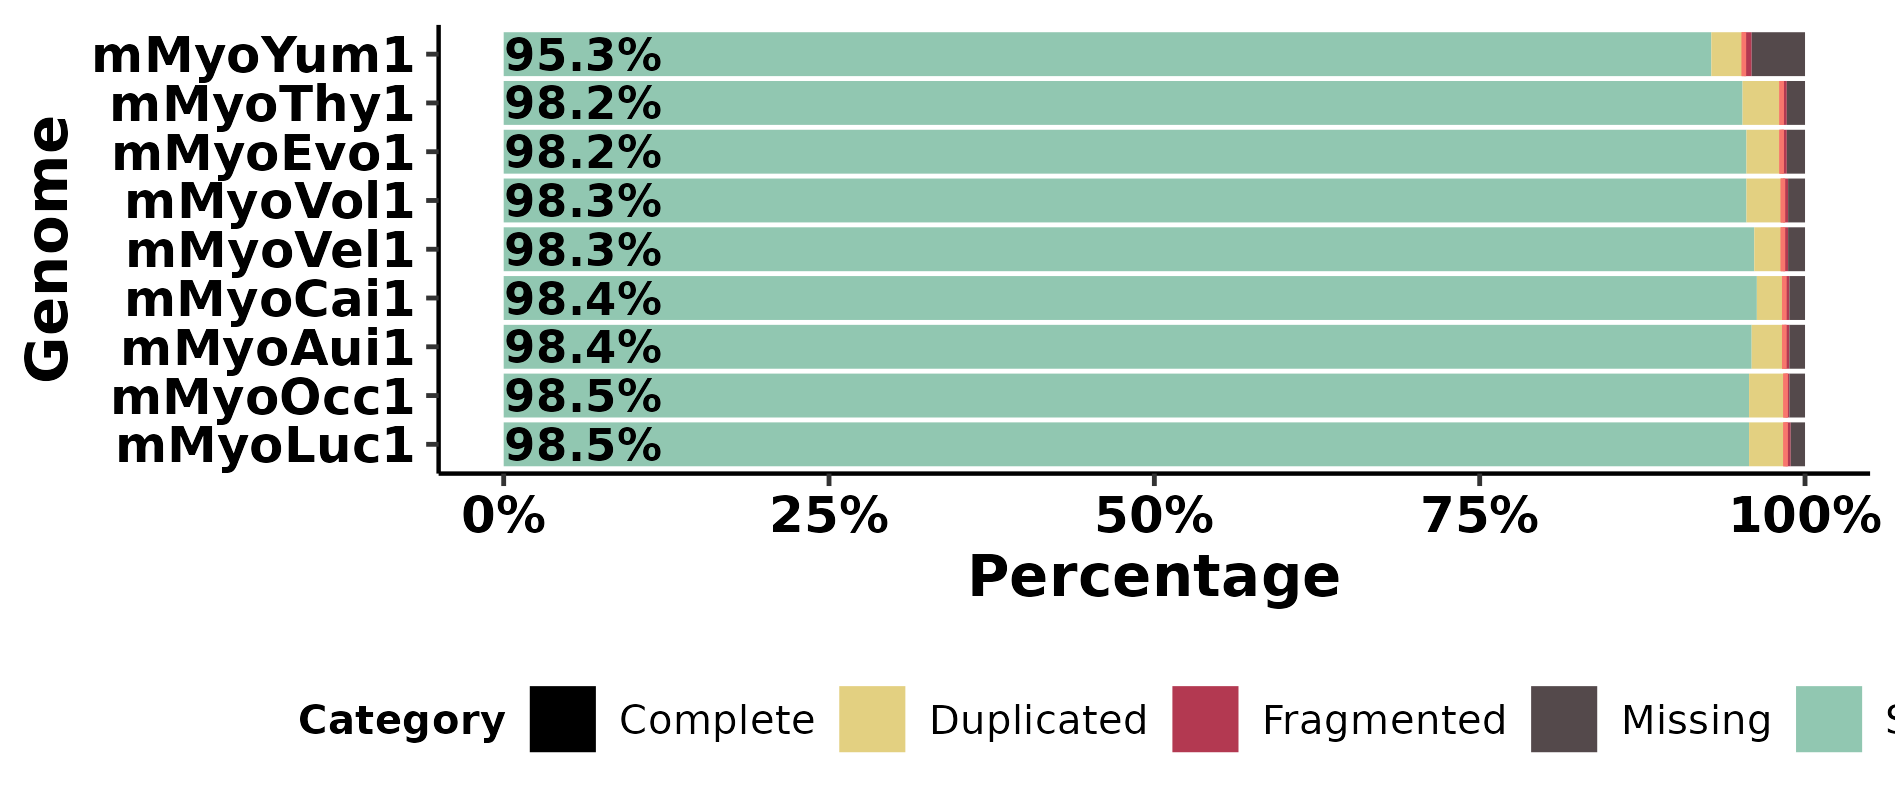 Genome
mMyoYum1 95.3%
mMyoThy1 98.2%
mMyoEvo1 98.2%
mMyoVol1 98.3%
mMyoVel1 98.3%
mMyoCai1 98.4%
mMyoAui1 98.4%
mMyoOcc1 98.5%
mMyoLuc1 98.5%
0% 25% 50% 75% 100%
Percentage
Category Complete Duplicated Fragmented Missing